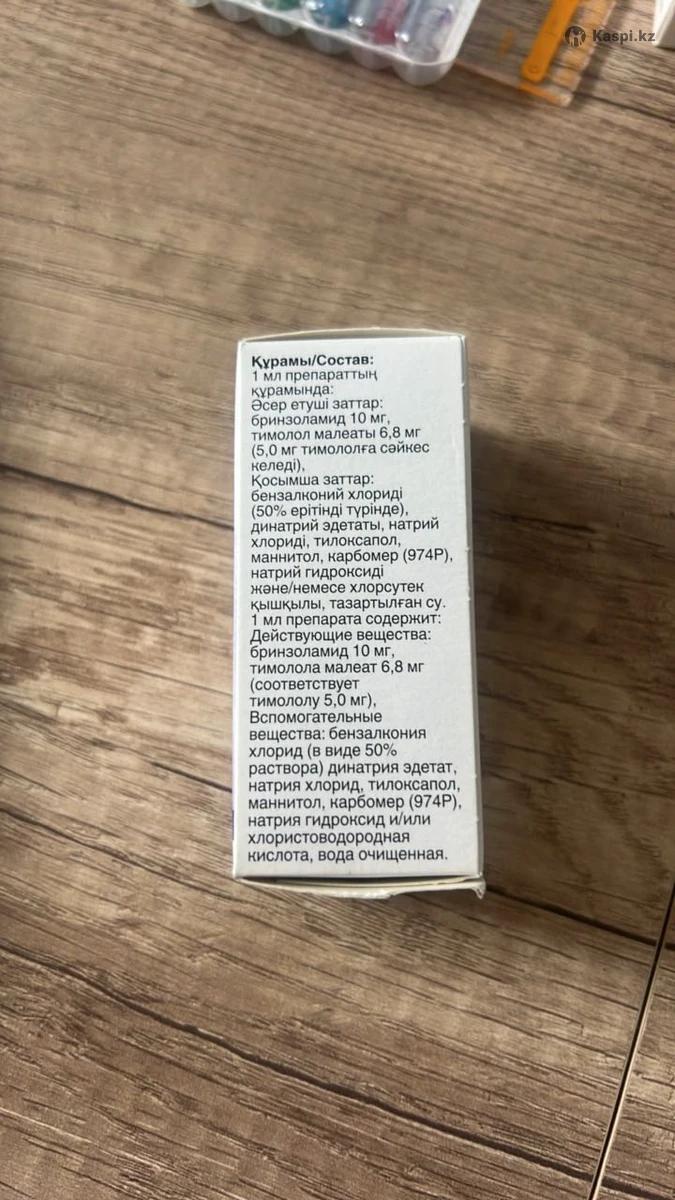 Kaspi.kz
Құрамы/Состав:
1 мл препараттың
құрамында:
Әсер етуші заттар:
бринзоламид 10 мг,
тимолол малеаты 6,8 мг
(5,0 мг тимололға сәйкес
келеді),
Қосымша заттар:
бензалконий хлориді
(50% ерітінді түрінде),
динатрий эдетаты, натрий
хлориді, тилоксапол,
маннитол, карбомер (974Р),
натрий гидроксиді
және/немесе хлорсутек
қышқылы, тазартылған су.
1 мл препарата содержит:
Действующие вещества:
бринзоламид 10 мг,
тимолола малеат 6,8 мг
(соответствует
тимололу 5,0 мг),
Вспомогательные
вещества: бензалкония
хлорид (в виде 50%
раствора) динатрия эдетат,
натрия хлорид, тилоксапол,
маннитол, карбомер (974Р),
натрия гидроксид и/или
хлористоводородная
кислота, вода очищенная.